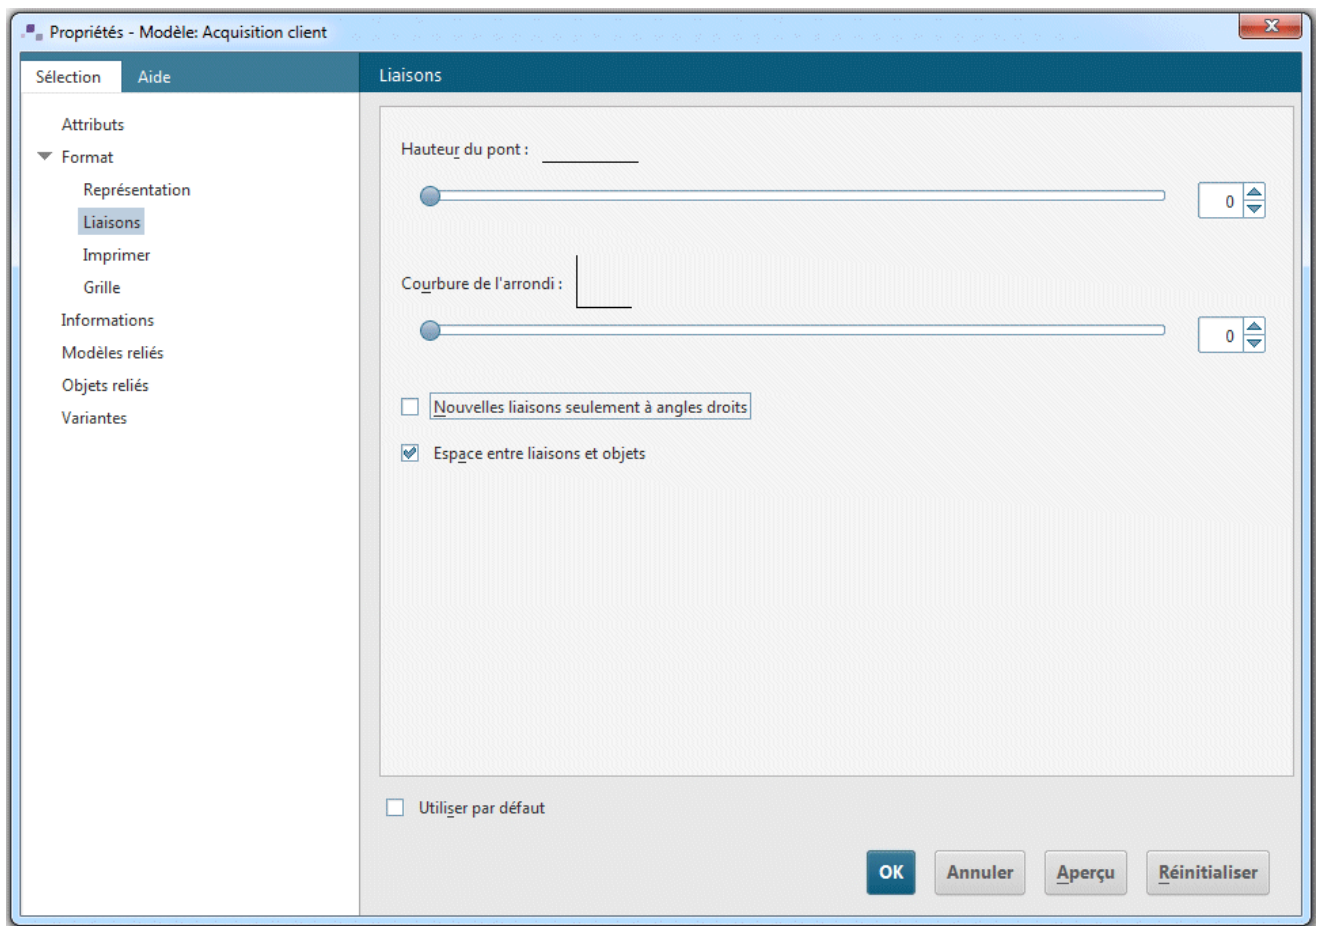 Propriétés - Modèle: Acquisition client
Sélection
Aide
Liaisons
Attributs
Format
Représentation
Liaisons
Imprimer
Grille
Informations
Modèles reliés
Objets reliés
Variantes
Hauteur du pont :
0
Courbure de l'arrondi :
0
Nouvelles liaisons seulement à angles droits
Espace entre liaisons et objets
Utiliser par défaut
OK
Annuler
Aperçu
Réinitialiser